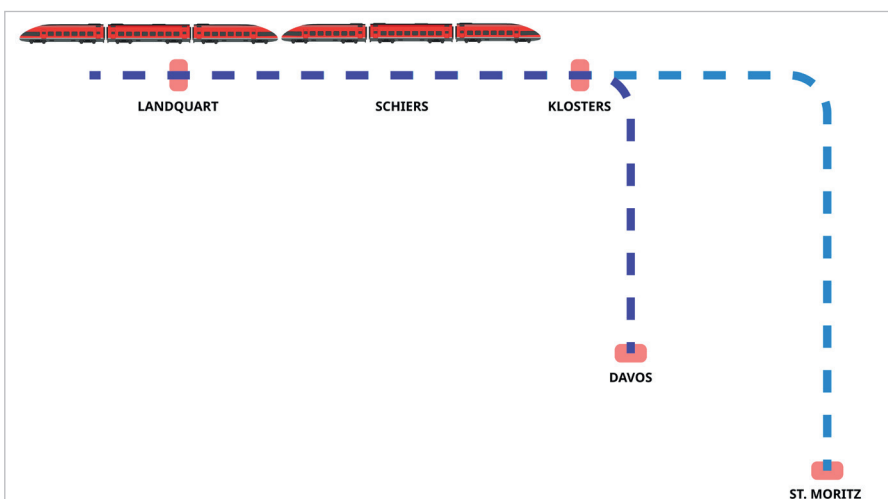 LANDQUART
SCHIERS
KLOSTERS
DAVOS
ST. MORITZ